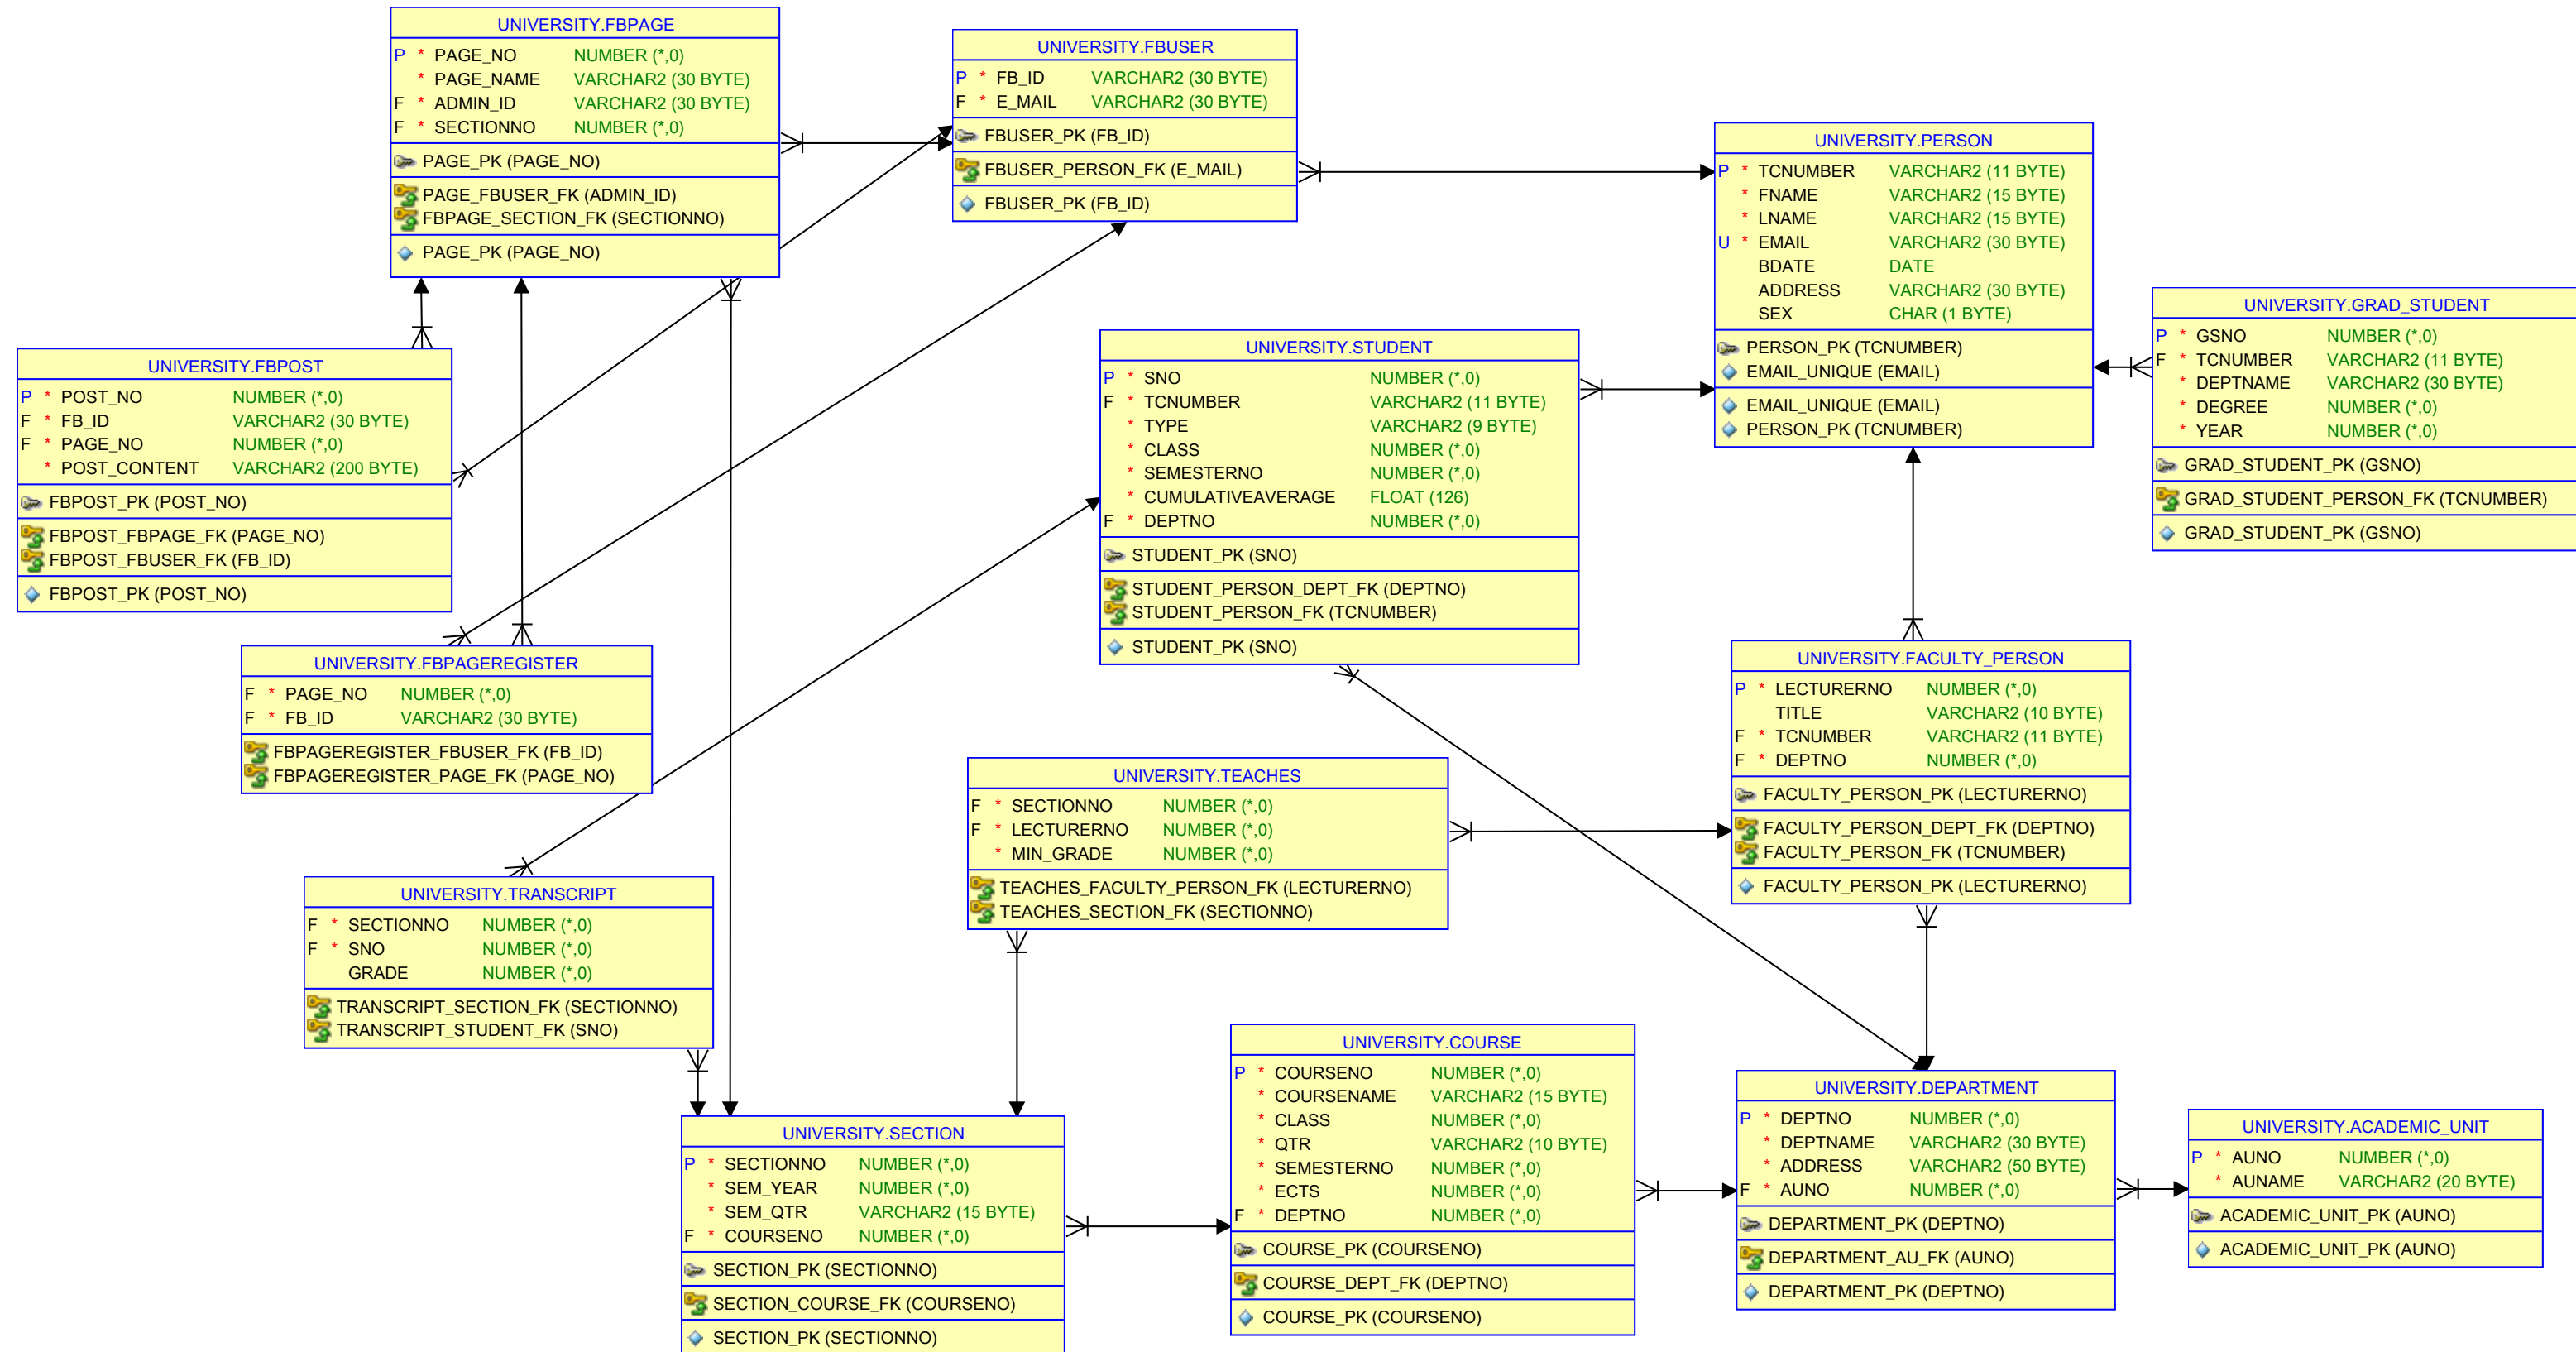 UNIVERSITY.FBPAGE
P * PAGE_NO NUMBER (*,0)
* PAGE_NAME VARCHAR2 (30 BYTE)
F * ADMIN_ID VARCHAR2 (30 BYTE)
F * SECTIONNO NUMBER (*,0)
PAGE_PK (PAGE_NO)
PAGE_FBUSER_FK (ADMIN_ID)
FBPAGE_SECTION_FK (SECTIONNO)
PAGE_PK (PAGE_NO)
UNIVERSITY.FBUSER
P * FB_ID VARCHAR2 (30 BYTE)
F * E_MAIL VARCHAR2 (30 BYTE)
FBUSER_PK (FB_ID)
FBUSER_PERSON_FK (E_MAIL)
FBUSER_PK (FB_ID)
UNIVERSITY.PERSON
P * TCNUMBER VARCHAR2 (11 BYTE)
* FNAME VARCHAR2 (15 BYTE)
* LNAME VARCHAR2 (15 BYTE)
U * EMAIL VARCHAR2 (30 BYTE)
BDATE DATE
ADDRESS VARCHAR2 (30 BYTE)
SEX CHAR (1 BYTE)
PERSON_PK (TCNUMBER)
EMAIL_UNIQUE (EMAIL)
EMAIL_UNIQUE (EMAIL)
PERSON_PK (TCNUMBER)
UNIVERSITY.GRAD_STUDENT
P * GSNO NUMBER (*,0)
F * TCNUMBER VARCHAR2 (11 BYTE)
* DEPTNAME VARCHAR2 (30 BYTE)
* DEGREE NUMBER (*,0)
* YEAR NUMBER (*,0)
GRAD_STUDENT_PK (GSNO)
GRAD_STUDENT_PERSON_FK (TCNUMBER)
GRAD_STUDENT_PK (GSNO)
UNIVERSITY.FBPOST
P * POST_NO NUMBER (*,0)
F * FB_ID VARCHAR2 (30 BYTE)
F * PAGE_NO NUMBER (*,0)
* POST_CONTENT VARCHAR2 (200 BYTE)
FBPOST_PK (POST_NO)
FBPOST_FBPAGE_FK (PAGE_NO)
FBPOST_FBUSER_FK (FB_ID)
FBPOST_PK (POST_NO)
UNIVERSITY.STUDENT
P * SNO NUMBER (*,0)
F * TCNUMBER VARCHAR2 (11 BYTE)
* TYPE VARCHAR2 (9 BYTE)
* CLASS NUMBER (*,0)
* SEMESTERNO NUMBER (*,0)
* CUMULATIVEAVERAGE FLOAT (126)
F * DEPTNO NUMBER (*,0)
STUDENT_PK (SNO)
STUDENT_PERSON_DEPT_FK (DEPTNO)
STUDENT_PERSON_FK (TCNUMBER)
STUDENT_PK (SNO)
UNIVERSITY.FBPAGEREGISTER
F * PAGE_NO NUMBER (*,0)
F * FB_ID VARCHAR2 (30 BYTE)
FBPAGEREGISTER_FBUSER_FK (FB_ID)
FBPAGEREGISTER_PAGE_FK (PAGE_NO)
UNIVERSITY.FACULTY_PERSON
P * LECTURERNO NUMBER (*,0)
TITLE VARCHAR2 (10 BYTE)
F * TCNUMBER VARCHAR2 (11 BYTE)
F * DEPTNO NUMBER (*,0)
FACULTY_PERSON_PK (LECTURERNO)
FACULTY_PERSON_DEPT_FK (DEPTNO)
FACULTY_PERSON_FK (TCNUMBER)
FACULTY_PERSON_PK (LECTURERNO)
UNIVERSITY.TEACHES
F * SECTIONNO NUMBER (*,0)
F * LECTURERNO NUMBER (*,0)
* MIN_GRADE NUMBER (*,0)
TEACHES_FACULTY_PERSON_FK (LECTURERNO)
TEACHES_SECTION_FK (SECTIONNO)
UNIVERSITY.TRANSCRIPT
F * SECTIONNO NUMBER (*,0)
F * SNO NUMBER (*,0)
GRADE NUMBER (*,0)
TRANSCRIPT_SECTION_FK (SECTIONNO)
TRANSCRIPT_STUDENT_FK (SNO)
UNIVERSITY.SECTION
P * SECTIONNO NUMBER (*,0)
* SEM_YEAR NUMBER (*,0)
* SEM_QTR VARCHAR2 (15 BYTE)
F * COURSENO NUMBER (*,0)
SECTION_PK (SECTIONNO)
SECTION_COURSE_FK (COURSENO)
SECTION_PK (SECTIONNO)
UNIVERSITY.COURSE
P * COURSENO NUMBER (*,0)
* COURSENAME VARCHAR2 (15 BYTE)
* CLASS NUMBER (*,0)
* QTR VARCHAR2 (10 BYTE)
* SEMESTERNO NUMBER (*,0)
* ECTS NUMBER (*,0)
F * DEPTNO NUMBER (*,0)
COURSE_PK (COURSENO)
COURSE_DEPT_FK (DEPTNO)
COURSE_PK (COURSENO)
UNIVERSITY.DEPARTMENT
P * DEPTNO NUMBER (*,0)
* DEPTNAME VARCHAR2 (30 BYTE)
* ADDRESS VARCHAR2 (50 BYTE)
F * AUNO NUMBER (*,0)
DEPARTMENT_PK (DEPTNO)
DEPARTMENT_AU_FK (AUNO)
DEPARTMENT_PK (DEPTNO)
UNIVERSITY.ACADEMIC_UNIT
P * AUNO NUMBER (*,0)
* AUNAME VARCHAR2 (20 BYTE)
ACADEMIC_UNIT_PK (AUNO)
ACADEMIC_UNIT_PK (AUNO)